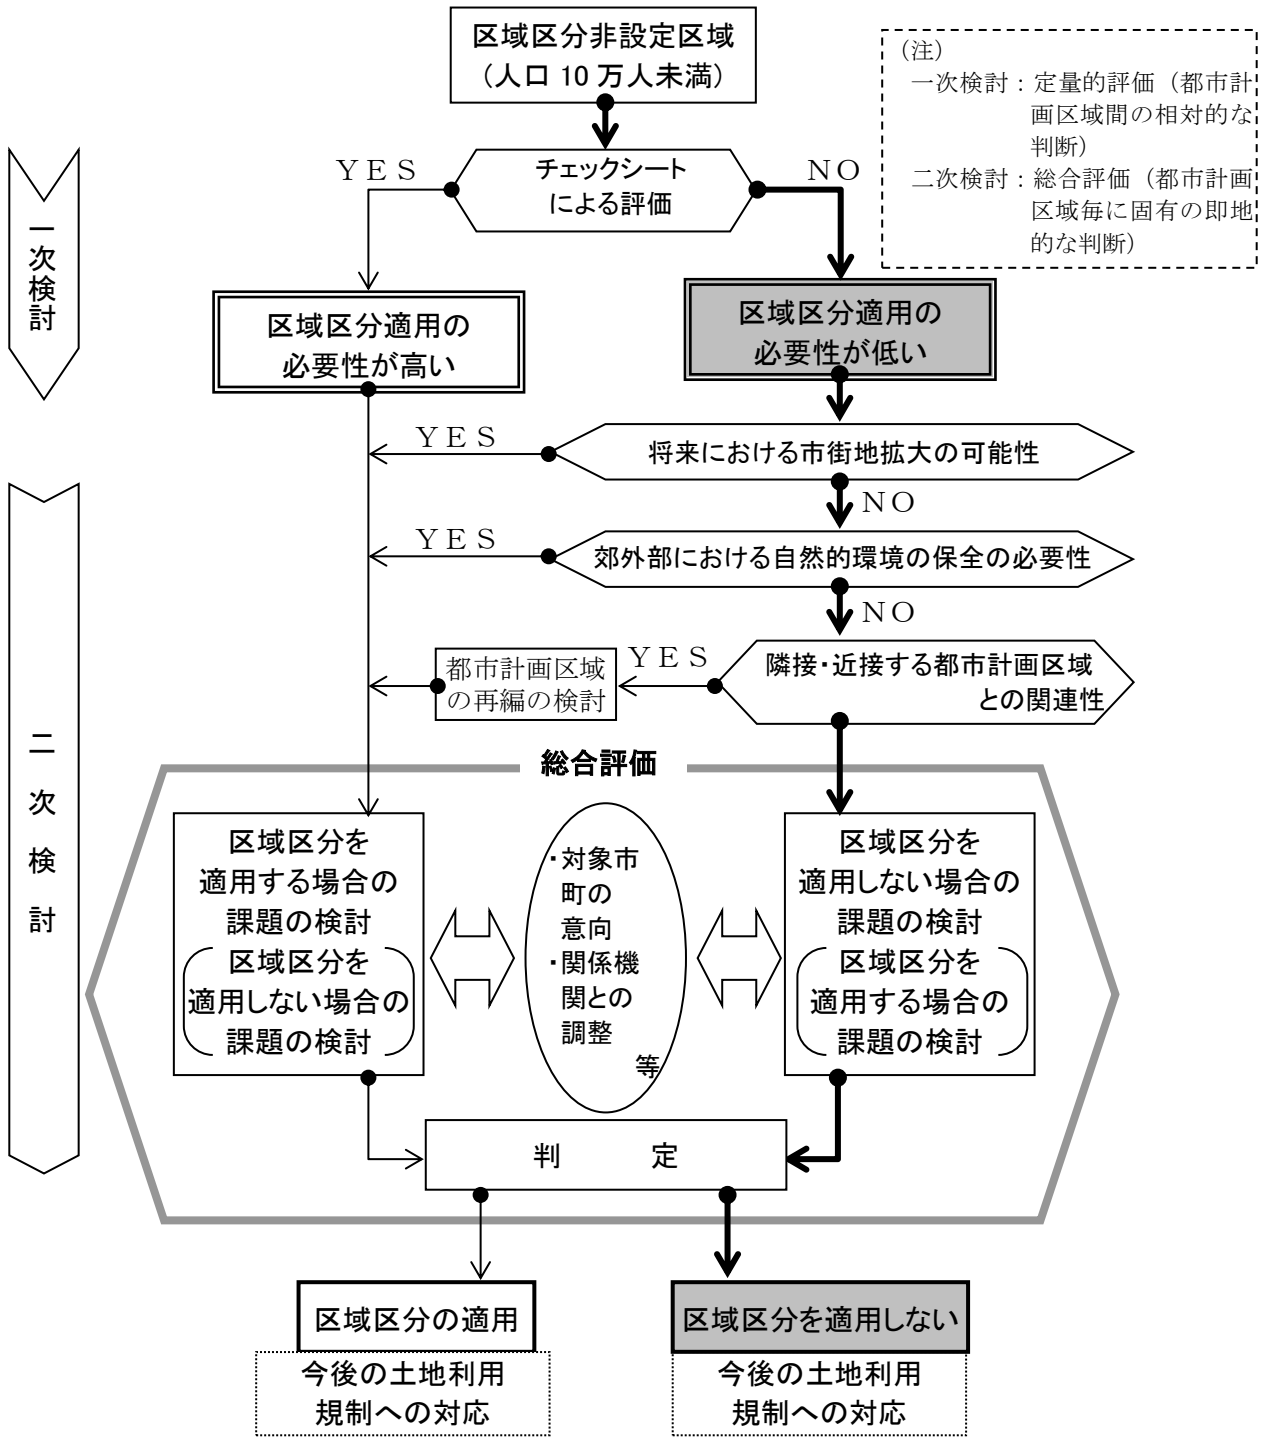 区域区分非設定区域
（人口 10 万人未満）
（注）
一次検討：定量的評価（都市計
画区域間の相対的な
判断）
二次検討：総合評価（都市計画
区域毎に固有の即地
的な判断）
一次検討
ＹＥＳ
チェックシート
による評価
ＮＯ
区域区分適用の
必要性が高い
区域区分適用の
必要性が低い
ＹＥＳ
将来における市街地拡大の可能性
ＮＯ
ＹＥＳ
郊外部における自然的環境の保全の必要性
ＮＯ
二次検討
都市計画区域
の再編の検討
ＹＥＳ
隣接・近接する都市計画区域
との関連性
総合評価
区域区分を
適用する場合の
課題の検討
区域区分を
適用しない場合の
課題の検討
・対象市
町の
意向
・関係機
関との
調整
等
区域区分を
適用しない場合の
課題の検討
区域区分を
適用する場合の
課題の検討
判　　定
区域区分の適用
今後の土地利用
規制への対応
区域区分を適用しない
今後の土地利用
規制への対応